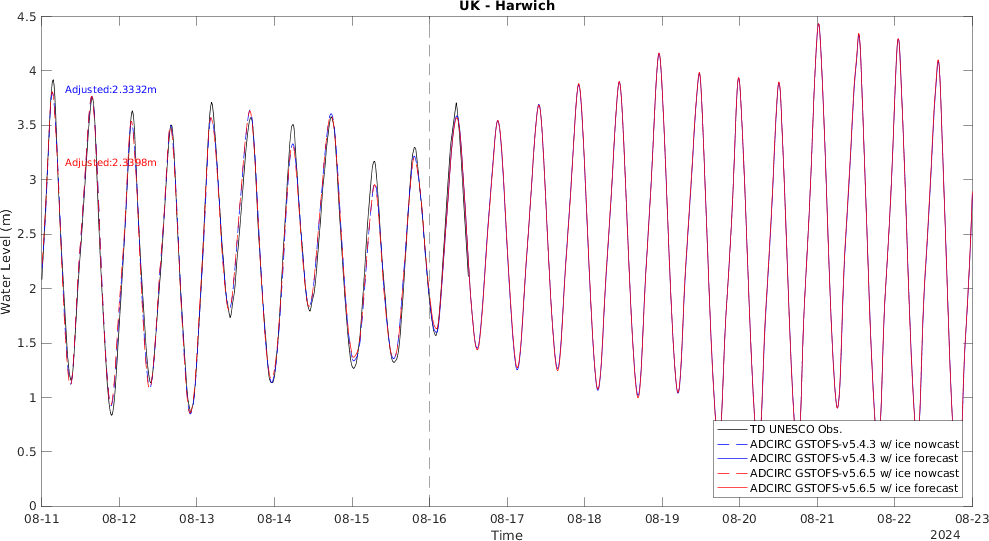 UK - Harwich
4.5
4
3.5
3
2.5
2
1.5
1
0.5
0
Water Level (m)
Adjusted:2.3332m
Adjusted:2.3398m
TD UNESCO Obs.
ADCIRC GSTOFS-v5.4.3 w/ ice nowcast
ADCIRC GSTOFS-v5.4.3 w/ ice forecast
ADCIRC GSTOFS-v5.6.5 w/ ice nowcast
ADCIRC GSTOFS-v5.6.5 w/ ice forecast
08-11 08-12 08-13 08-14 08-15 08-16 08-17 08-18 08-19 08-20 08-21 08-22 08-23
Time
2024